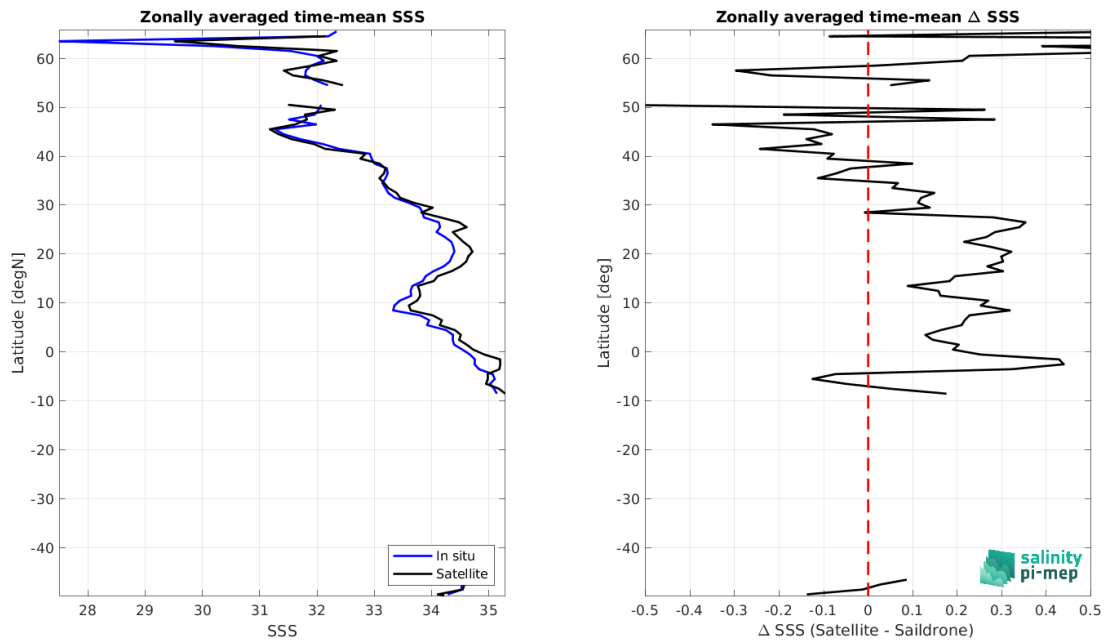 Zonally averaged time-mean SSS
Latitude [degN]
60
50
40
30
20
10
0
-10
-20
-30
-40
28 29 30 31 32 33 34 35
SSS
In situ
Satellite
Zonally averaged time-mean Δ SSS
Latitude [deg]
60
50
40
30
20
10
0
-10
-20
-30
-40
-0.5 -0.4 -0.3 -0.2 -0.1 0 0.1 0.2 0.3 0.4 0.5
Δ SSS (Satellite - Saildrone)
salinity
pi-mep